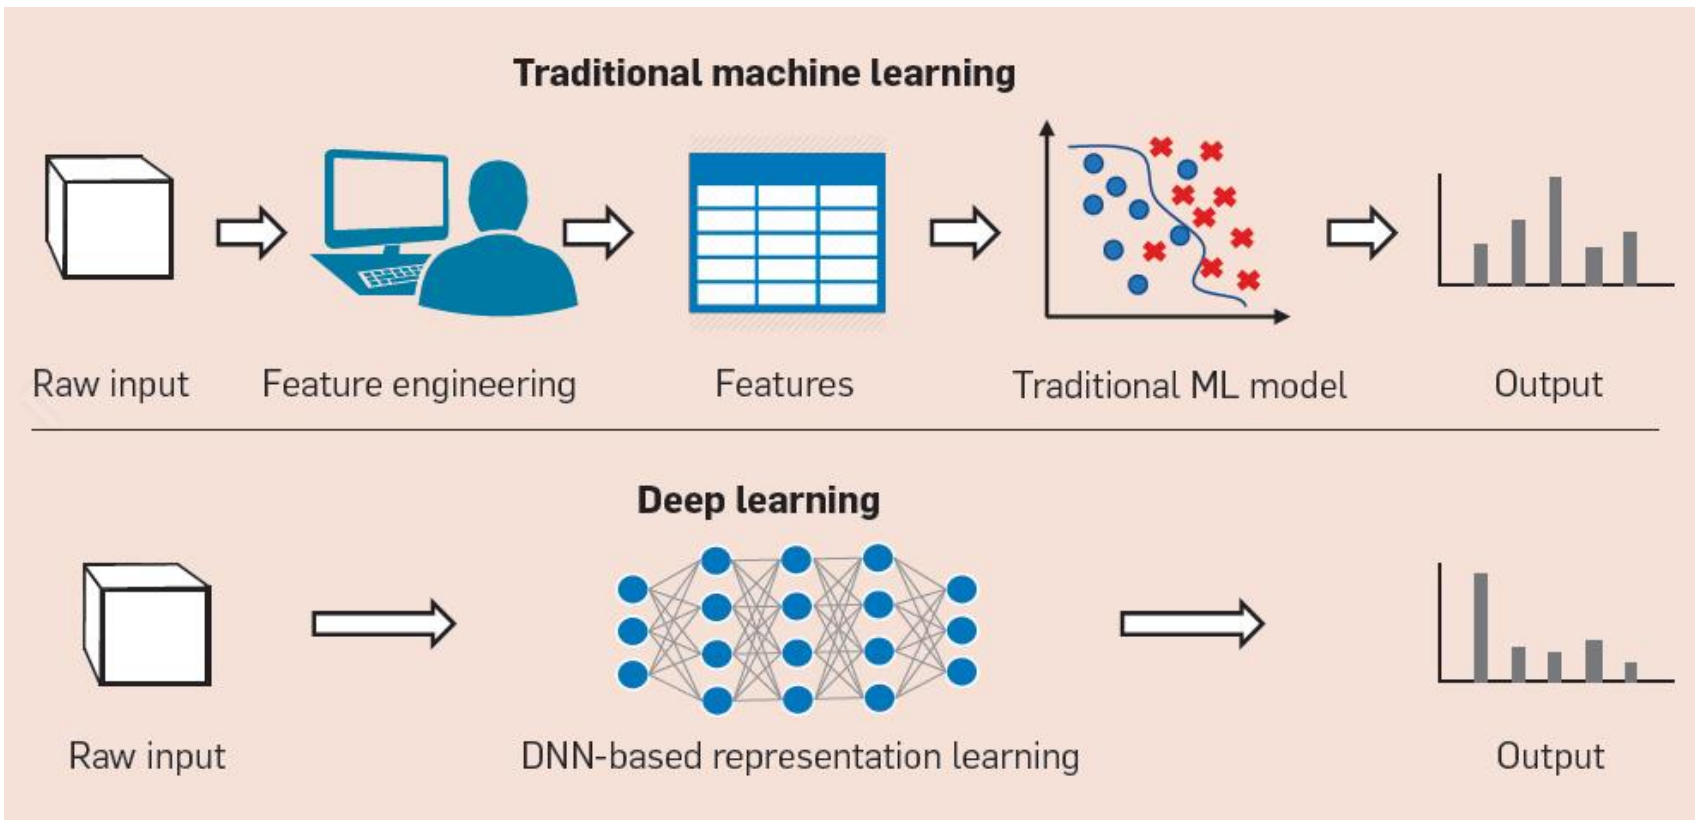 Traditional machine learning
Raw input
Feature engineering
Features
Traditional ML model
Output
Deep learning
Raw input
DNN-based representation learning
Output